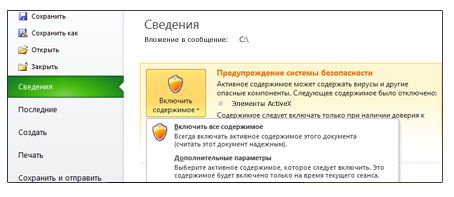 Сохранить
Сохранить как
Открыть
Закрыть
Сведения
Последние
Создать
Печать
Сохранить и отправить
Сведения
Вложение в сообщение: C:\
Включить
содержимое
Предупреждение системы безопасности
Активное содержимое может содержать вирусы и другие
опасные компоненты. Следующее содержимое было отключено:
Элементы ActiveX
Содержимое следует включать только при наличии доверия к
Включить все содержимое
Всегда включать активное содержимое этого документа
(считать этот документ надежным).
Дополнительные параметры
Выберите активное содержимое, которое следует включить. Это
содержимое будет включено только на время текущего сеанса.